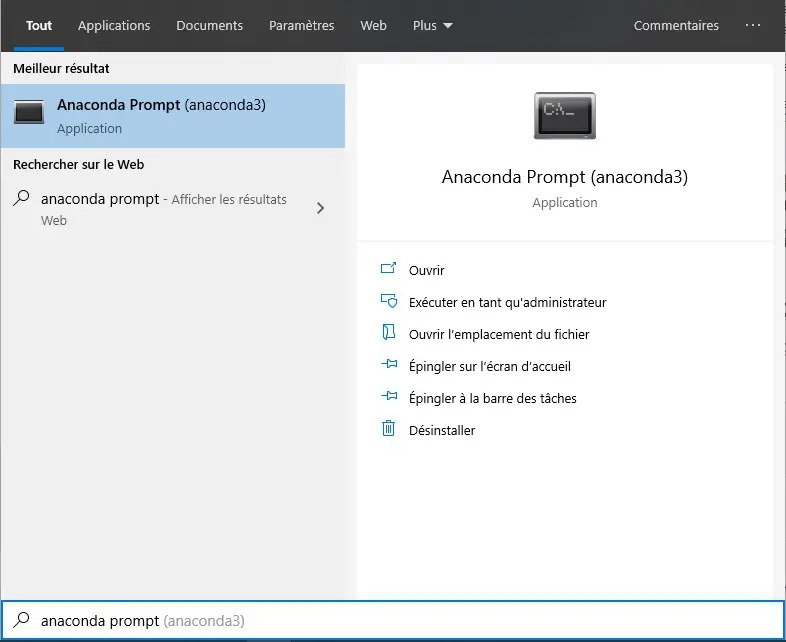 Tout Applications Documents Paramètres Web Plus Commentaires ...
Meilleur résultat
Anaconda Prompt (anaconda3)
Application
Rechercher sur le Web
anaconda prompt - Afficher les résultats
Web
C:\_
Anaconda Prompt (anaconda3)
Application
Ouvrir
Exécuter en tant qu'administrateur
Ouvrir l'emplacement du fichier
Épingler sur l'écran d'accueil
Épingler à la barre des tâches
Désinstaller
anaconda prompt (anaconda3)